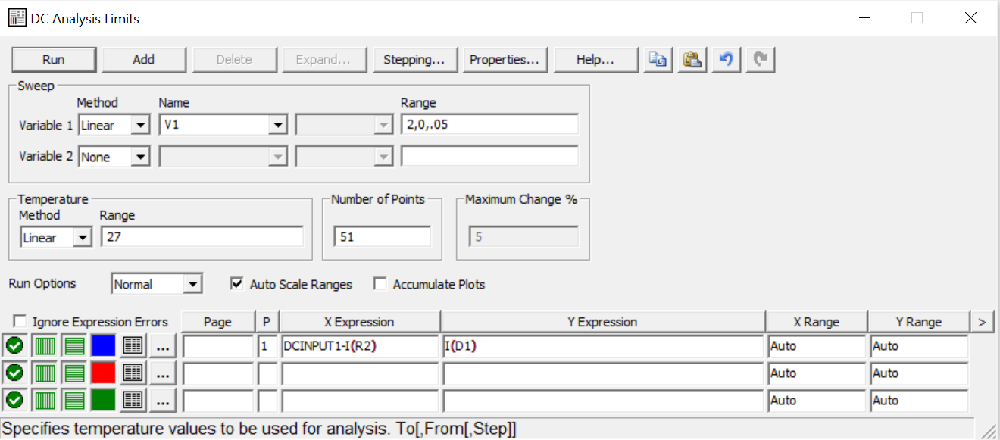 DC Analysis Limits
Run Add Delete Expand... Stepping... Properties... Help...
Sweep
Method Name Range
Variable 1 Linear V1 2,0,.05
Variable 2 None
Temperature Number of Points Maximum Change %
Method Range
Linear 27 51 5
Run Options Normal Auto Scale Ranges Accumulate Plots
Ignore Expression Errors Page P X Expression Y Expression X Range Y Range >
... 1 DCINPUT1-I(R2) I(D1) Auto Auto
... Auto Auto
... Auto Auto
Specifies temperature values to be used for analysis. To[,From[,Step]]